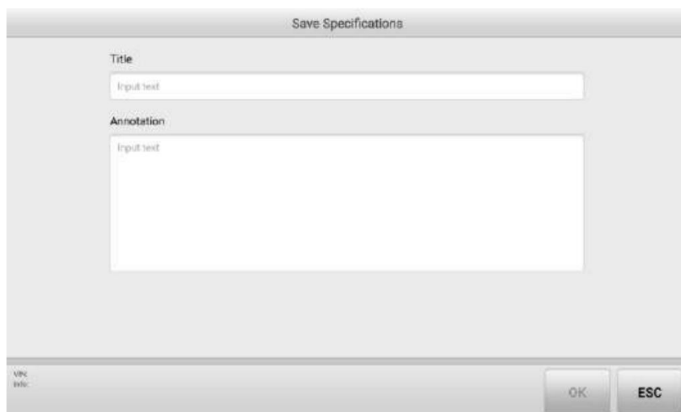 Save Specifications
Title
Input text
Annotation
Input text
VIN:
Info:
OK
ESC